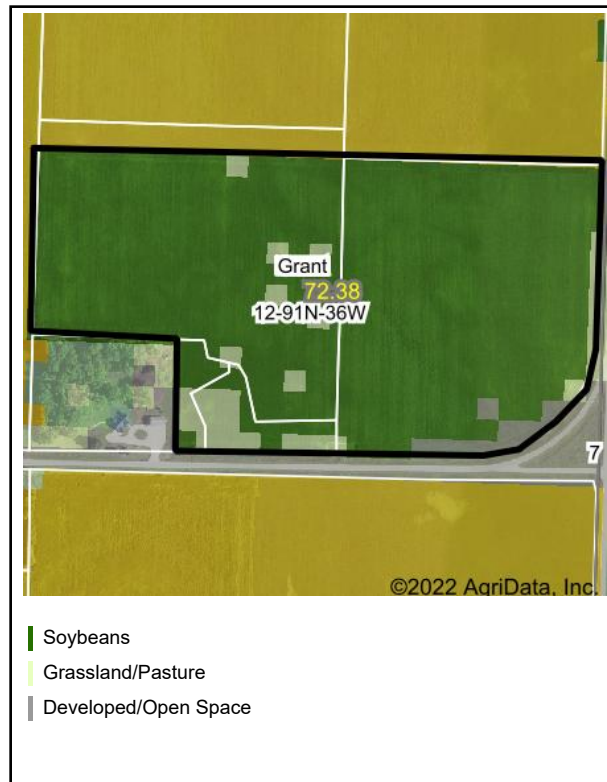 Grant
72.38
12-91N-36W
7
©2022 AgriData, Inc.
Soybeans
Grassland/Pasture
Developed/Open Space